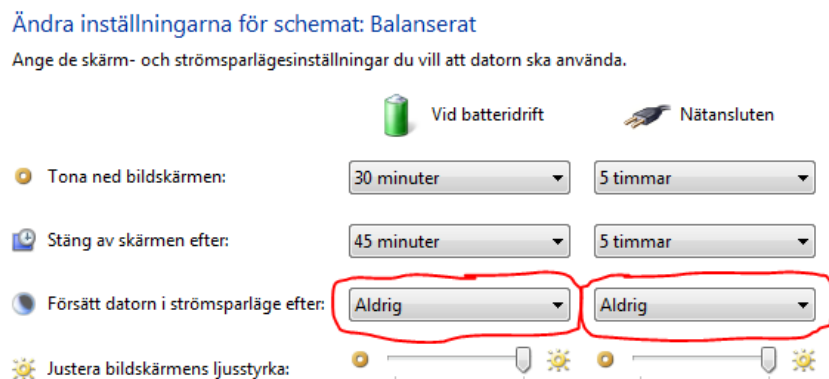 Ändra inställningarna för schemat: Balanserat
Ange de skärm- och strömsparlägesinställningar du vill att datorn ska använda.
Vid batteridrift Nätansluten
Tona ned bildskärmen: 30 minuter 5 timmar
Stäng av skärmen efter: 45 minuter 5 timmar
Försätt datorn i strömsparläge efter: Aldrig Aldrig
Justera bildskärmens ljusstyrka: